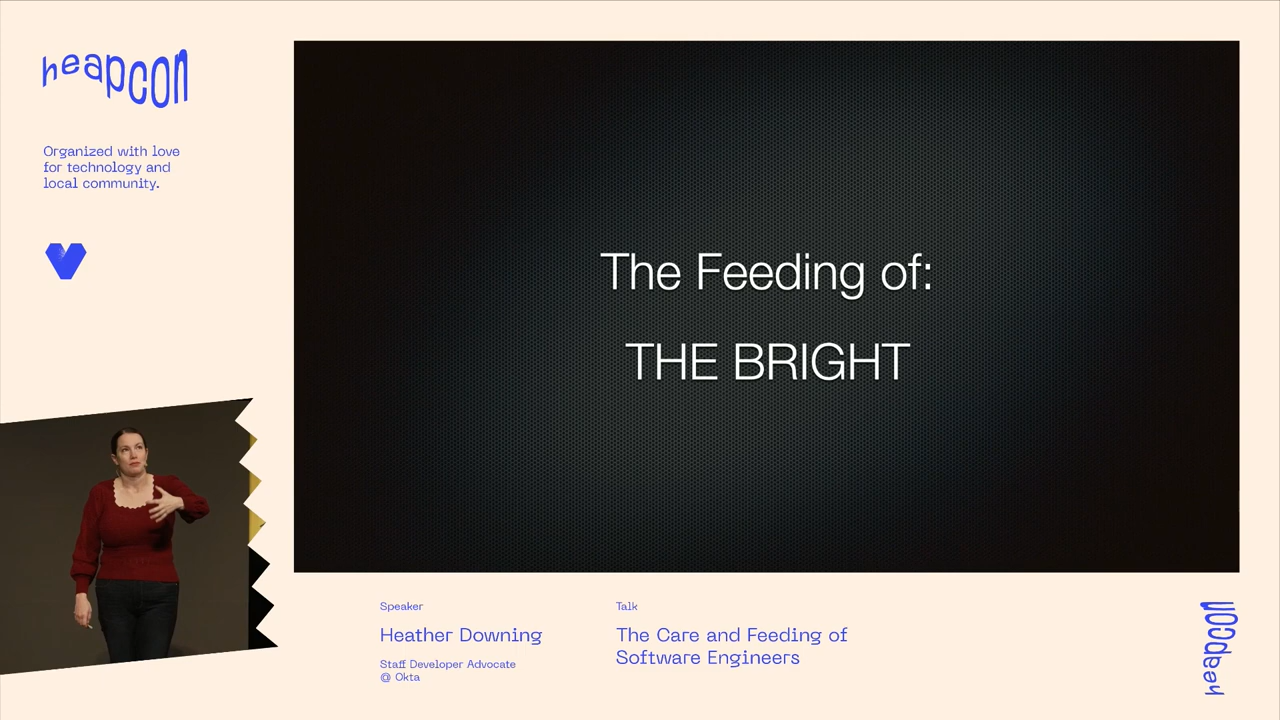 heapcon
Organized with love
for technology and
local community.
The Feeding of:
THE BRIGHT
Speaker
Heather Downing
Staff Developer Advocate
@ Okta
Talk
The Care and Feeding of
Software Engineers
heapcon